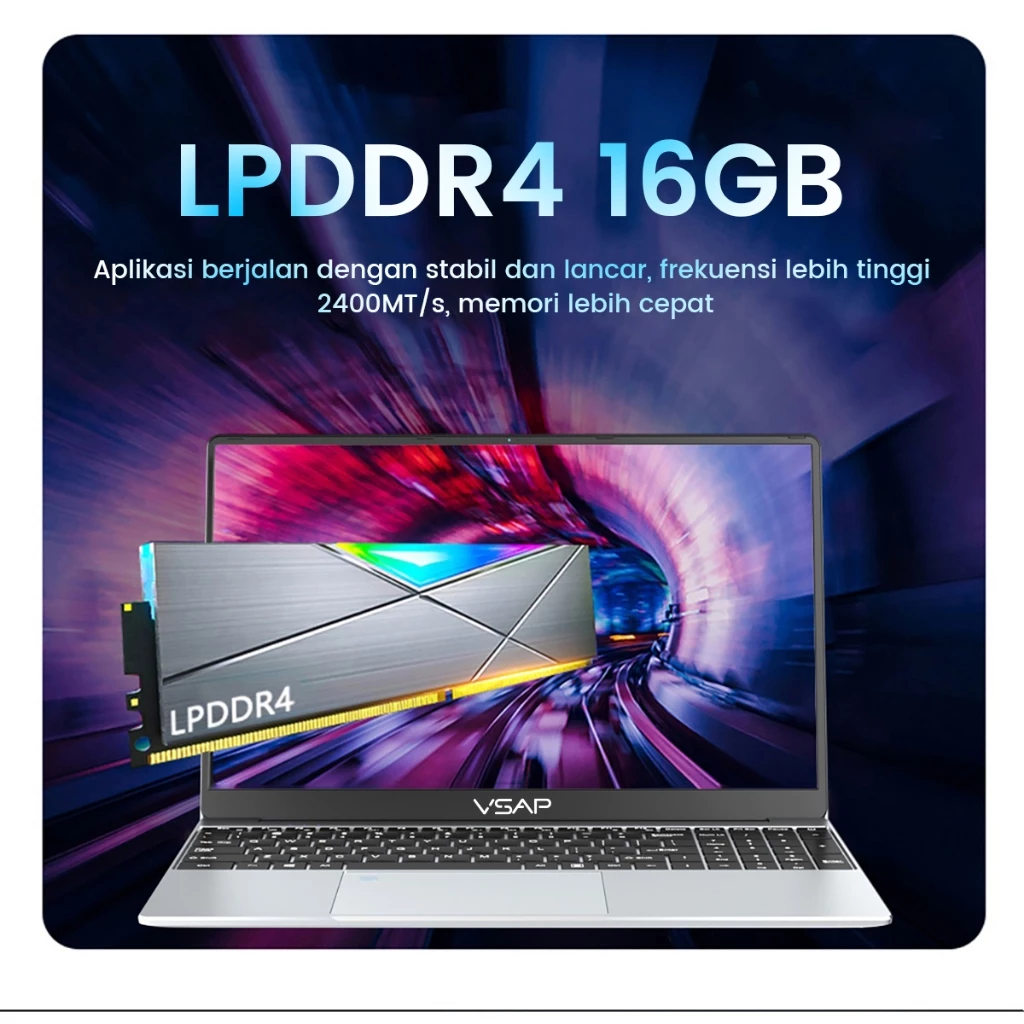 LPDDR4 16GB
Aplikasi berjalan dengan stabil dan lancar, frekuensi lebih tinggi
2400MT/s, memori lebih cepat
LPDDR4
VSAP